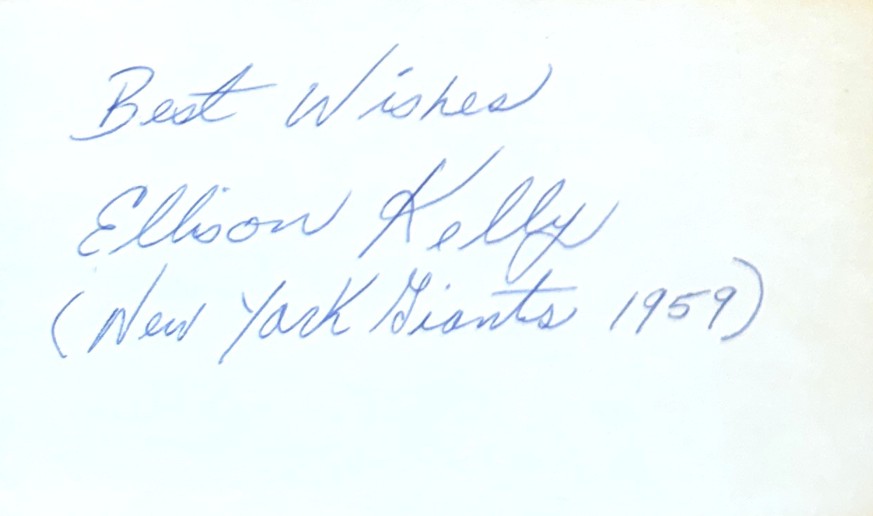 Best Wishes
Ellison Kelly
(New York Giants 1959)